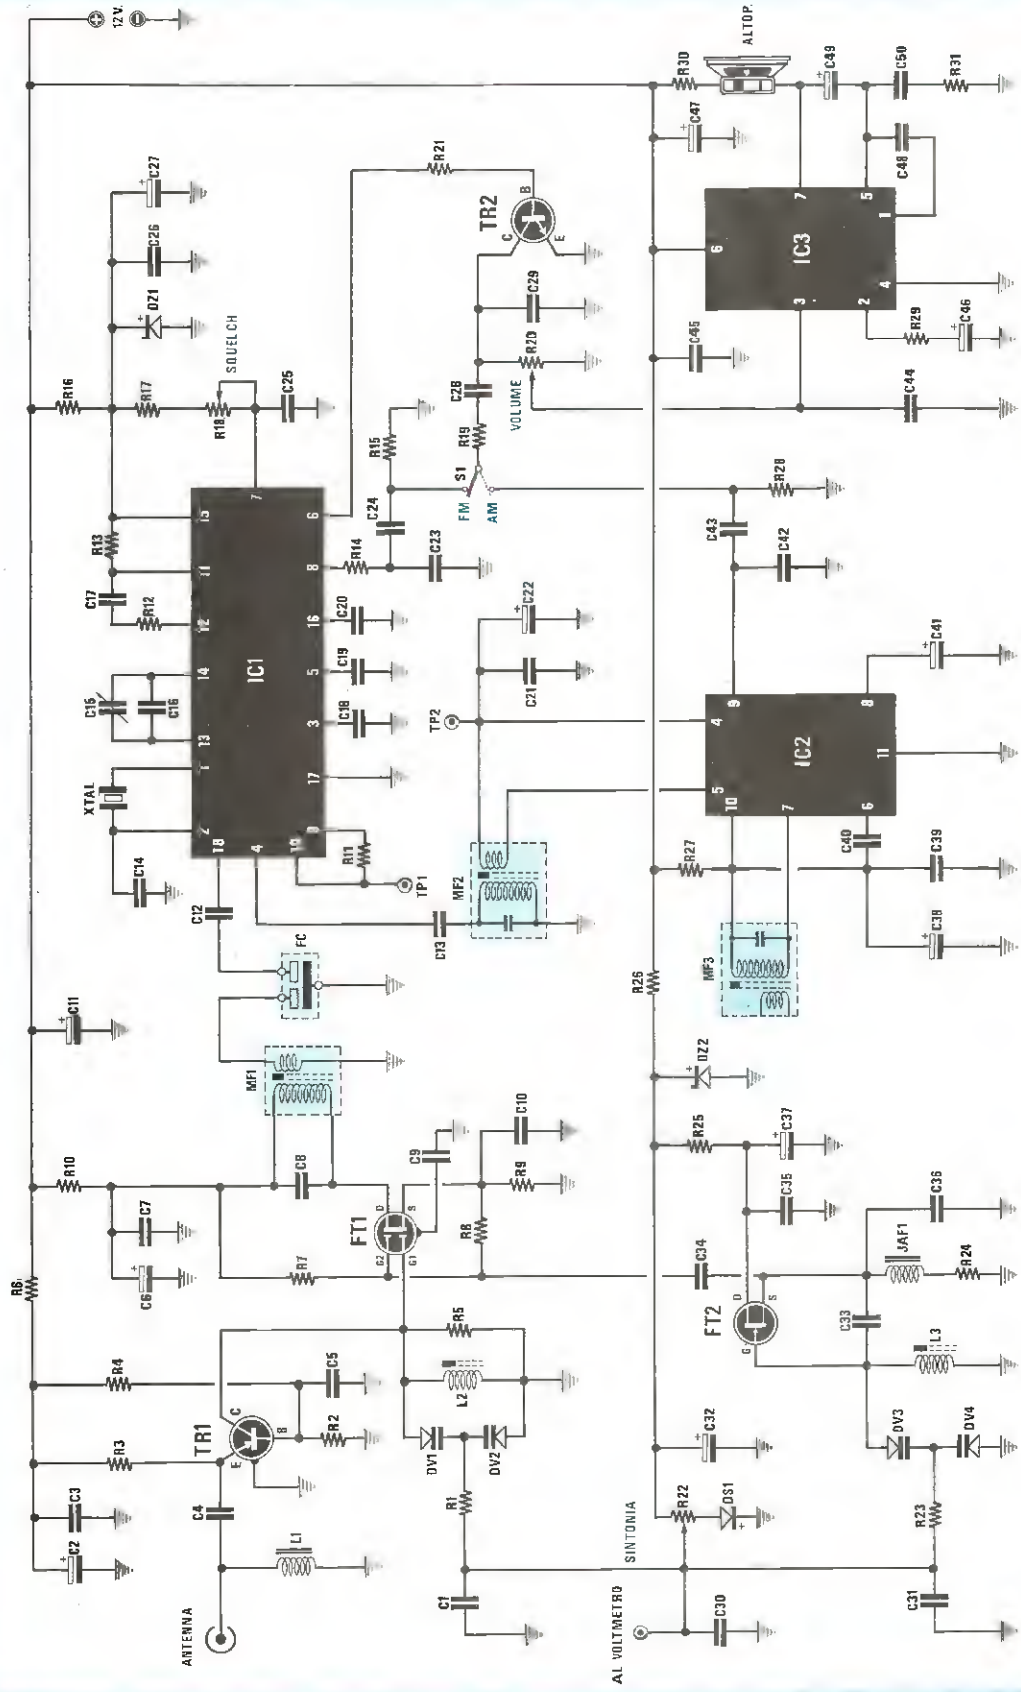 12 V.
R16
R17
R18
SQUELCH
DZ1
C26
C27
C25
R13
C17
R12
C15
C16
XTAL
C14
C12
FC
MF1
C11
R10
C7
C6
C8
R6
R4
R3
C3
C2
C4
L1
ANTENNA
TR1
E
C
B
C5
R2
R7
FT1
D
S
G2
G1
C9
C10
R9
R8
R5
L2
DV1
DV2
R1
C1
IC1
15
11
12
14
13
1
2
18
4
10
9
17
3
5
16
8
6
7
R11
TP1
C18
C19
C20
R14
C23
C24
R15
S1
FM
AM
R19
C28
R20
VOLUME
C29
TR2
C
B
E
R21
C13
MF2
TP2
C21
C22
R30
ALTOP.
C47
C49
C50
R31
C48
IC3
6
7
5
1
3
2
4
C45
C44
R29
C46
C43
C42
R28
IC2
9
8
4
5
10
7
6
11
C41
R27
C40
C39
C38
MF3
R26
DZ2
R25
C37
C35
C34
FT2
D
S
G
C36
JAF1
R24
C33
L3
DV3
DV4
R23
C31
C32
R22
DS1
SINTONIA
AL VOLTMETRO
C30